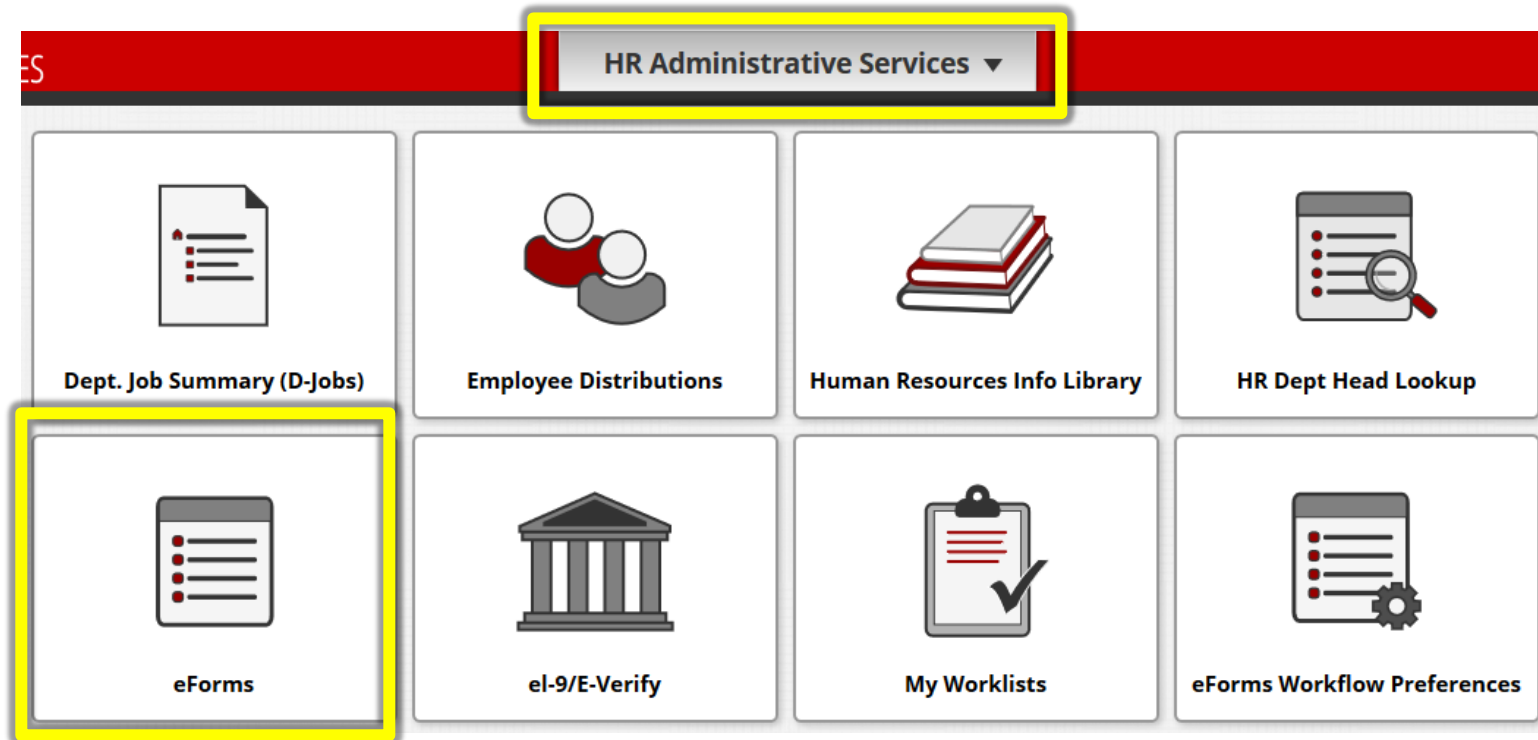 ES
HR Administrative Services
Dept. Job Summary (D-Jobs)
Employee Distributions
Human Resources Info Library
HR Dept Head Lookup
eForms
eI-9/E-Verify
My Worklists
eForms Workflow Preferences